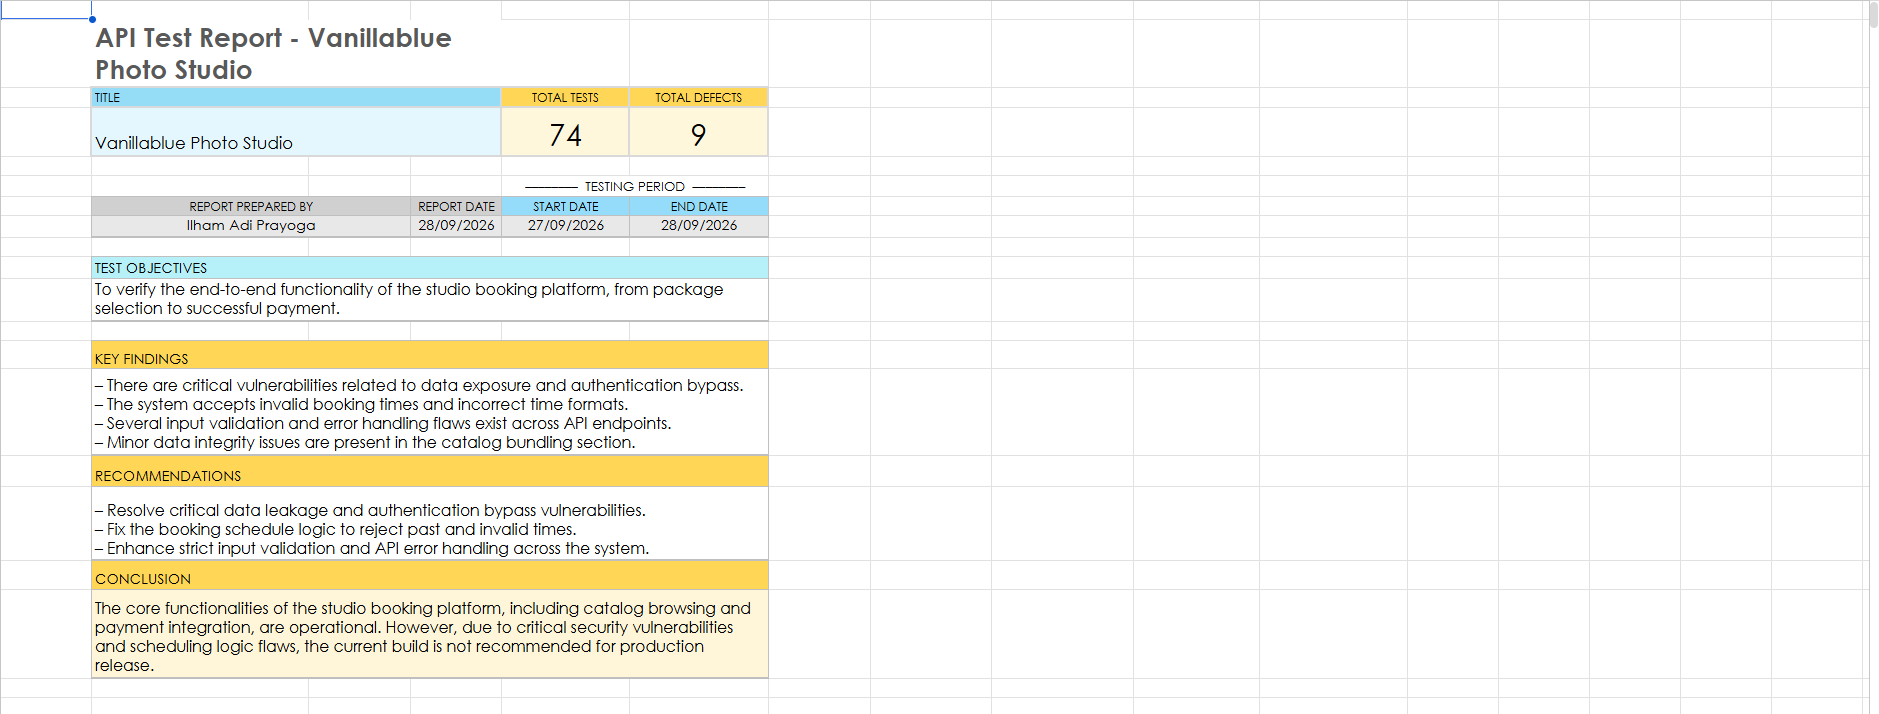 API Test Report - Vanillablue
Photo Studio
TITLE
TOTAL TESTS
TOTAL DEFECTS
Vanillablue Photo Studio
74
9
TESTING PERIOD
REPORT PREPARED BY
REPORT DATE
START DATE
END DATE
Ilham Adi Prayoga
28/09/2026
27/09/2026
28/09/2026
TEST OBJECTIVES
To verify the end-to-end functionality of the studio booking platform, from package
selection to successful payment.
KEY FINDINGS
– There are critical vulnerabilities related to data exposure and authentication bypass.
– The system accepts invalid booking times and incorrect time formats.
– Several input validation and error handling flaws exist across API endpoints.
– Minor data integrity issues are present in the catalog bundling section.
RECOMMENDATIONS
– Resolve critical data leakage and authentication bypass vulnerabilities.
– Fix the booking schedule logic to reject past and invalid times.
– Enhance strict input validation and API error handling across the system.
CONCLUSION
The core functionalities of the studio booking platform, including catalog browsing and
payment integration, are operational. However, due to critical security vulnerabilities
and scheduling logic flaws, the current build is not recommended for production
release.